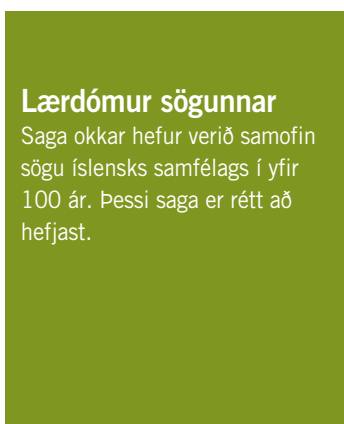 Lærdómur sögunnar
Saga okkar hefur verið samofin
sögu íslensks samfélags í yfir
100 ár. Þessi saga er rétt að
hefjast.